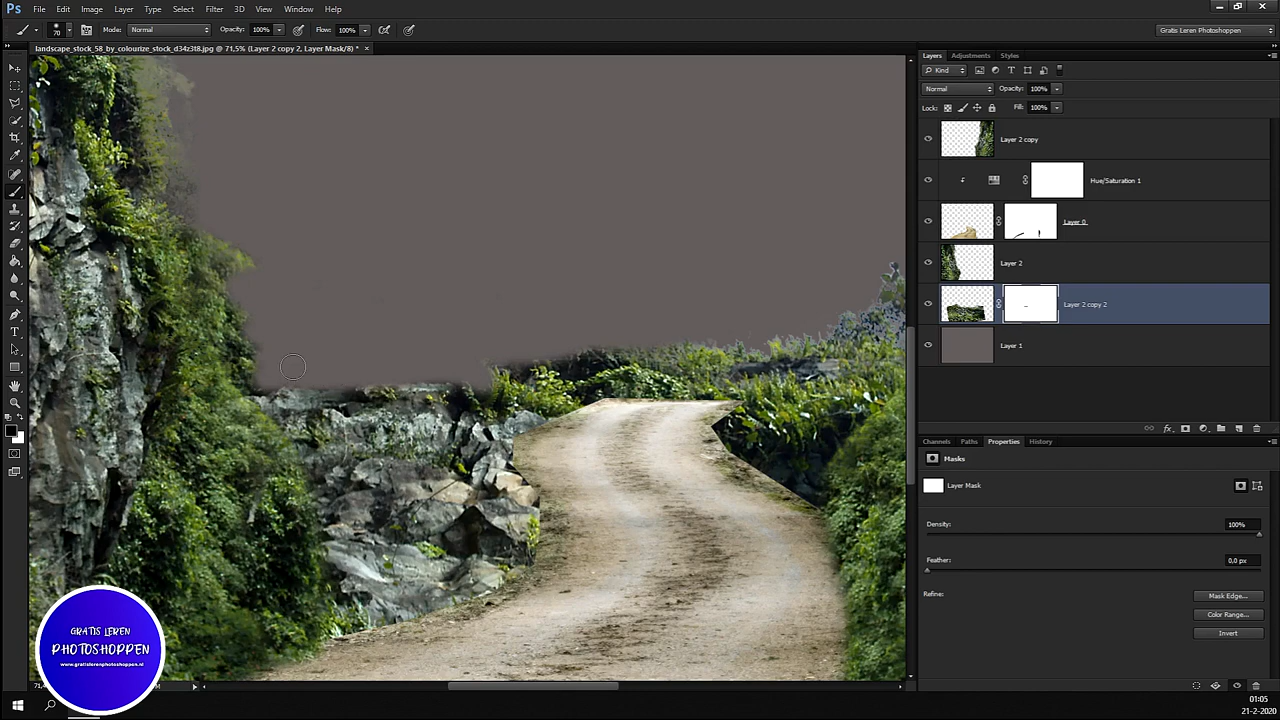 Ps File Edit Image Layer Type Select Filter 3D View Window Help
70 Mode: Normal Opacity: 100% Flow: 100% Gratis Leren Photoshoppen
landscape_stock_58_by_colourize_stock_d34z3t8.jpg @ 71,5% (Layer 2 copy 2, Layer Mask/8) * ×
Layers Adjustments Styles
Kind
Normal Opacity: 100%
Lock: Fill: 100%
Layer 2 copy
Hue/Saturation 1
Layer 0
Layer 2
Layer 2 copy 2
Layer 1
fx
Channels Paths Properties History
Masks
Layer Mask
Density: 100%
Feather: 0,0 px
Refine: Mask Edge...
Color Range...
Invert
GRATIS LEREN
PHOTOSHOPPEN
www.gratislerenphotoshoppen.nl
01:05
21-2-2020